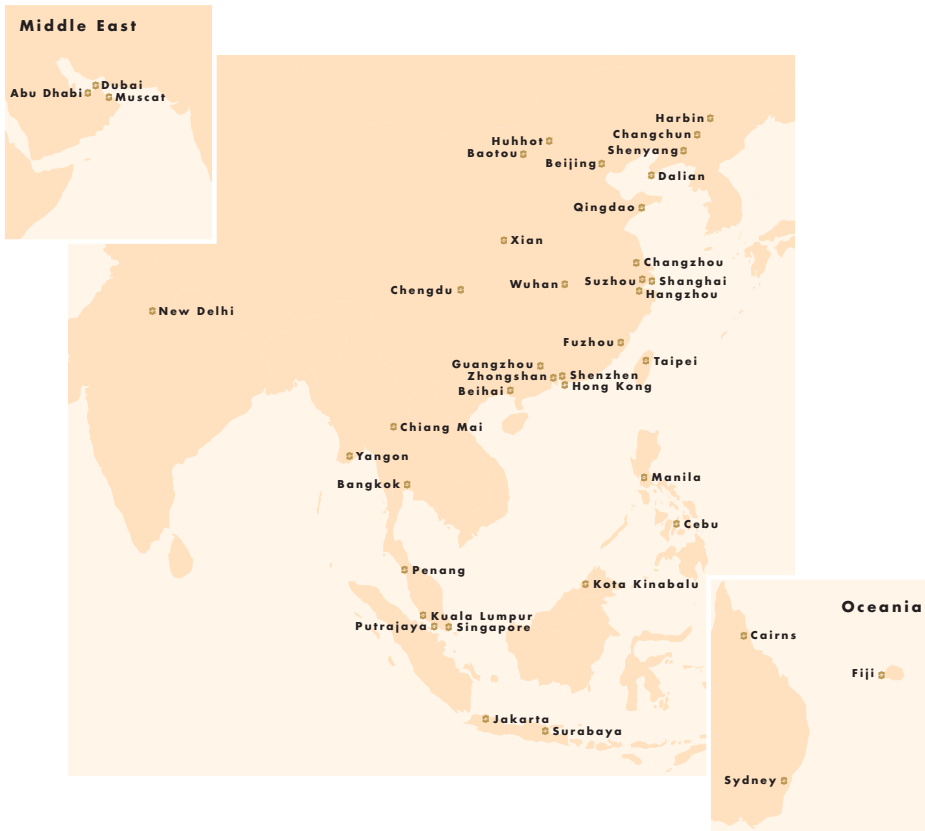 Middle East
Dubai
Abu Dhabi
Muscat
Harbin
Changchun
Huhhot
Shenyang
Baotou
Beijing
Dalian
Qingdao
Xian
Changzhou
Suzhou
Shanghai
Wuhan
Chengdu
Hangzhou
New Delhi
Fuzhou
Taipei
Guangzhou
Zhongshan
Shenzhen
Hong Kong
Beihai
Chiang Mai
Yangon
Manila
Bangkok
Cebu
Penang
Kota Kinabalu
Oceania
Kuala Lumpur
Putrajaya
Singapore
Cairns
Fiji
Jakarta
Surabaya
Sydney